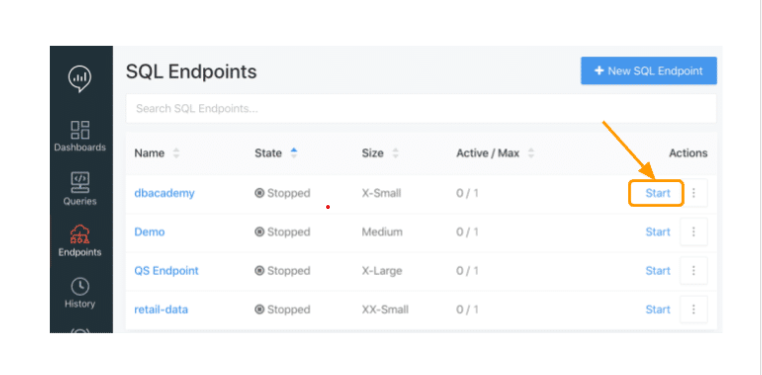 SQL Endpoints
+ New SQL Endpoint
Search SQL Endpoints...
Dashboards
Queries
Endpoints
History
Name State Size Active / Max Actions
dbacademy Stopped X-Small 0 / 1 Start
Demo Stopped Medium 0 / 1 Start
QS Endpoint Stopped X-Large 0 / 1 Start
retail-data Stopped XX-Small 0 / 1 Start